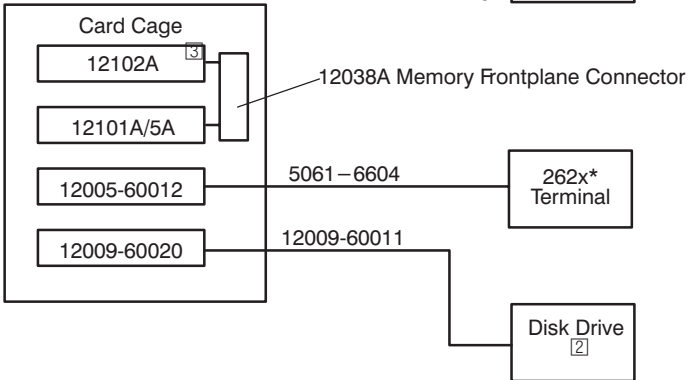 Card Cage
3
12102A
12038A Memory Frontplane Connector
12101A/5A
5061–6604
12005-60012
262x*
Terminal
12009-60011
12009-60020
Disk Drive
2